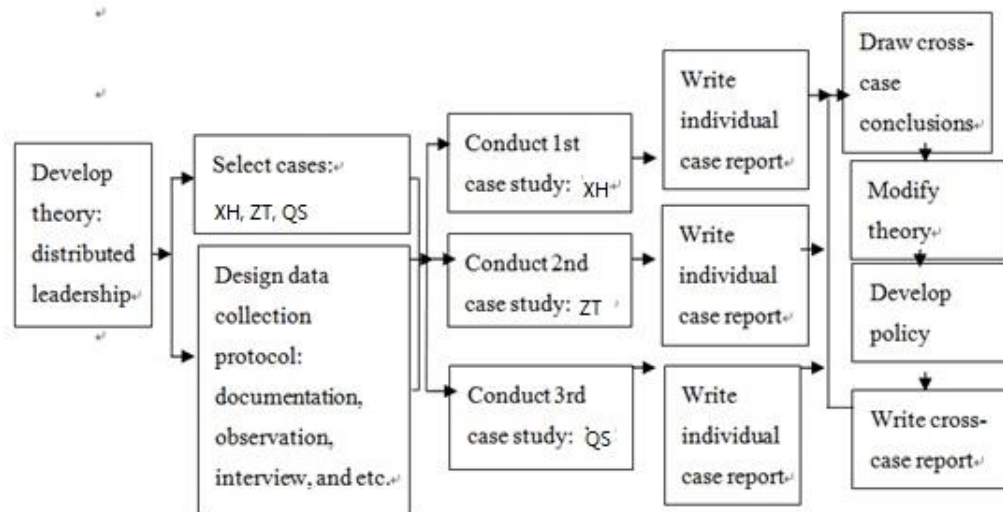 Develop
theory:
distributed
leadership
Select cases:
XH, ZT, QS
Design data
collection
protocol:
documentation,
observation,
interview, and etc.
Conduct 1st
case study: XH
Conduct 2nd
case study: ZT
Conduct 3rd
case study: QS
Write
individual
case report
Write
individual
case report
Write
individual
case report
Draw cross-
case
conclusions
Modify
theory
Develop
policy
Write cross-
case report